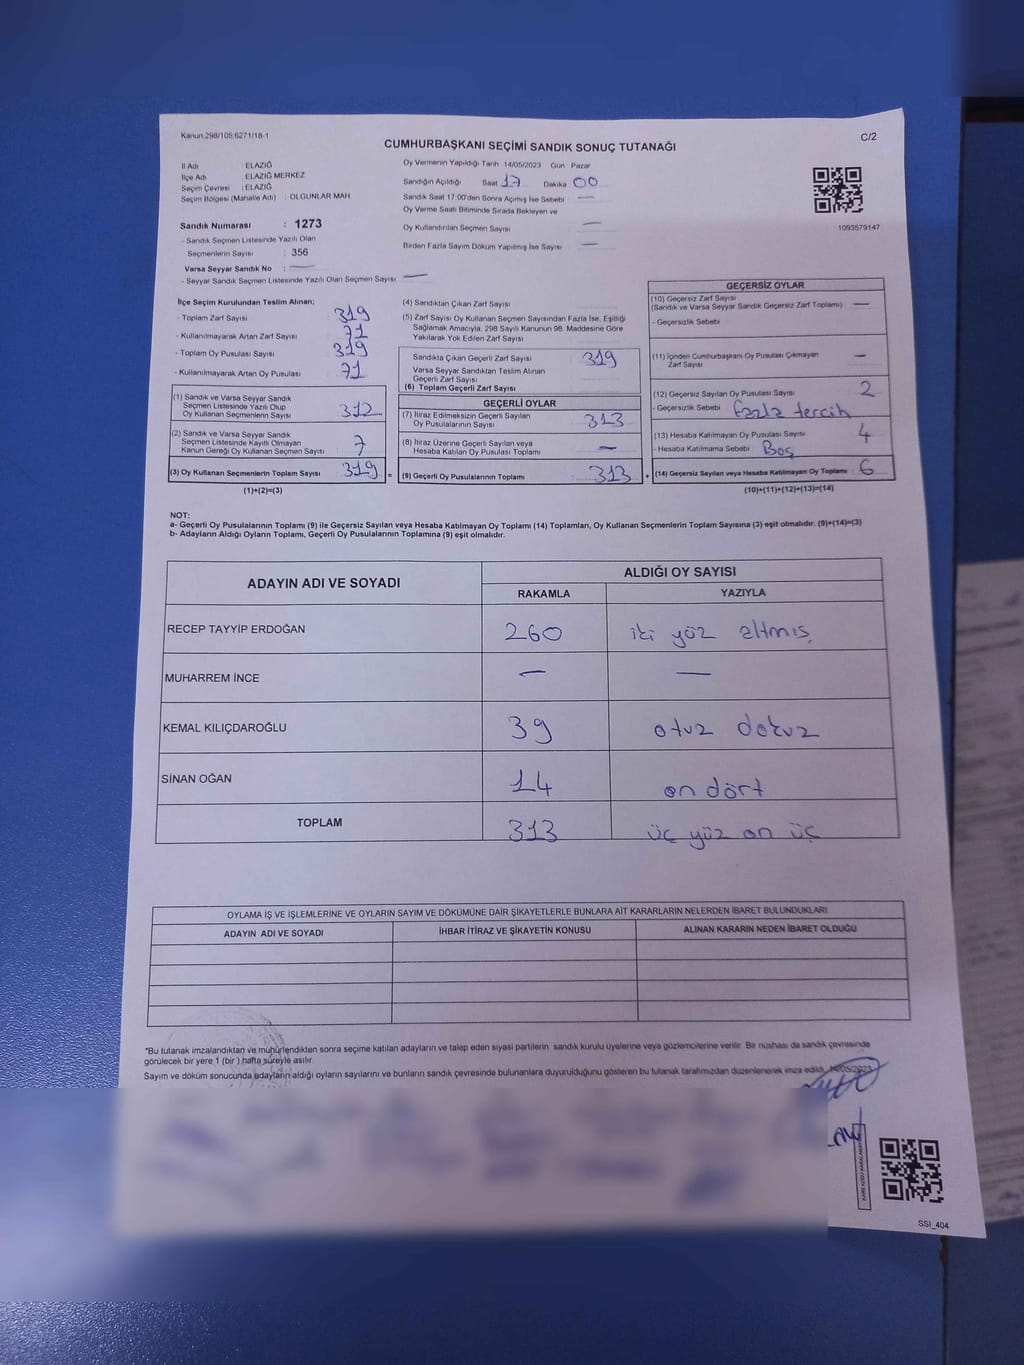 Kanun.298/105,6271/18-1
C/2
CUMHURBAŞKANI SEÇİMİ SANDIK SONUÇ TUTANAĞI
İl Adı : ELAZIĞ
İlçe Adı : ELAZIĞ MERKEZ
Seçim Çevresi : ELAZIĞ
Seçim Bölgesi (Mahalle Adı) : OLGUNLAR MAH.
Sandık Numarası : 1273
- Sandık Seçmen Listesinde Yazılı Olan
Seçmenlerin Sayısı : 356
Varsa Seyyar Sandık No : —
- Seyyar Sandık Seçmen Listesinde Yazılı Olan Seçmen Sayısı —
Oy Vermenin Yapıldığı Tarih 14/05/2023 Gün Pazar
Sandığın Açıldığı Saat 17 Dakika 00
Sandık Saat 17:00'den Sonra Açılmış İse Sebebi —
Oy Verme Saati Bitiminde Sırada Bekleyen ve
Oy Kullandırılan Seçmen Sayısı —
Birden Fazla Sayım Döküm Yapılmış İse Sayısı —
1093579147
İlçe Seçim Kurulundan Teslim Alınan;
- Toplam Zarf Sayısı 319
- Kullanılmayarak Artan Zarf Sayısı 71
- Toplam Oy Pusulası Sayısı 319
- Kullanılmayarak Artan Oy Pusulası 71
(1) Sandık ve Varsa Seyyar Sandık
Seçmen Listesinde Yazılı Olup
Oy Kullanan Seçmenlerin Sayısı 312
(2) Sandık ve Varsa Seyyar Sandık
Seçmen Listesinde Kayıtlı Olmayan
Kanun Gereği Oy Kullanan Seçmen Sayısı 7
(3) Oy Kullanan Seçmenlerin Toplam Sayısı 319 =
(1)+(2)=(3)
(4) Sandıktan Çıkan Zarf Sayısı
(5) Zarf Sayısı Oy Kullanan Seçmen Sayısından Fazla İse, Eşitliği
Sağlamak Amacıyla, 298 Sayılı Kanunun 98. Maddesine Göre
Yakılarak Yok Edilen Zarf Sayısı
Sandıkta Çıkan Geçerli Zarf Sayısı 319
Varsa Seyyar Sandıktan Teslim Alınan
Geçerli Zarf Sayısı
(6) Toplam Geçerli Zarf Sayısı
GEÇERLİ OYLAR
(7) İtiraz Edilmeksizin Geçerli Sayılan
Oy Pusulasının Sayısı 313
(8) İtiraz Üzerine Geçerli Sayılan veya
Hesaba Katılan Oy Pusulası Toplamı —
(9) Geçerli Oy Pusulalarının Toplamı 313 +
GEÇERSİZ OYLAR
(10) Geçersiz Zarf Sayısı
(Sandık ve Varsa Seyyar Sandık Geçersiz Zarf Toplamı) —
- Geçersizlik Sebebi
(11) İçinden Cumhurbaşkanı Oy Pusulası Çıkmayan
Zarf Sayısı —
(12) Geçersiz Sayılan Oy Pusulası Sayısı 2
- Geçersizlik Sebebi fazla tercih
(13) Hesaba Katılmayan Oy Pusulası Sayısı 4
- Hesaba Katılmama Sebebi Boş
(14) Geçersiz Sayılan veya Hesaba Katılmayan Oy Toplamı 6
(10)+(11)+(12)+(13)=(14)
NOT:
a- Geçerli Oy Pusulalarının Toplamı (9) ile Geçersiz Sayılan veya Hesaba Katılmayan Oy Toplamı (14) Toplamları, Oy Kullanan Seçmenlerin Toplam Sayısına (3) eşit olmalıdır. (9)+(14)=(3)
b- Adayların Aldığı Oyların Toplamı, Geçerli Oy Pusulalarının Toplamına (9) eşit olmalıdır.
ADAYIN ADI VE SOYADI ALDIĞI OY SAYISI
RAKAMLA YAZIYLA
RECEP TAYYİP ERDOĞAN 260 iki yüz altmış
MUHARREM İNCE — —
KEMAL KILIÇDAROĞLU 39 otuz dokuz
SİNAN OĞAN 14 on dört
TOPLAM 313 üç yüz on üç
OYLAMA İŞ VE İŞLEMLERİNE VE OYLARIN SAYIM VE DÖKÜMÜNE DAİR ŞİKAYETLERLE BUNLARA AİT KARARLARIN NELERDEN İBARET BULUNDUKLARI
ADAYIN ADI VE SOYADI İHBAR İTİRAZ VE ŞİKAYETİN KONUSU ALINAN KARARIN NEDEN İBARET OLDUĞU
*Bu tutanak imzalandıktan ve mühürlendikten sonra seçime katılan adayların ve talep eden siyasi partilerin sandık kurulu üyelerine veya gözlemcilerine verilir. Bir nüshası da sandık çevresinde
görülecek bir yere 1 (bir ) hafta süreyle asılır.
Sayım ve döküm sonucunda adayların aldığı oyların sayılarını ve bunların sandık çevresinde bulunanlara duyurulduğunu gösteren bu tutanak tarafımızdan düzenlenerek imza edildi. 14/05/2023
SSI_404